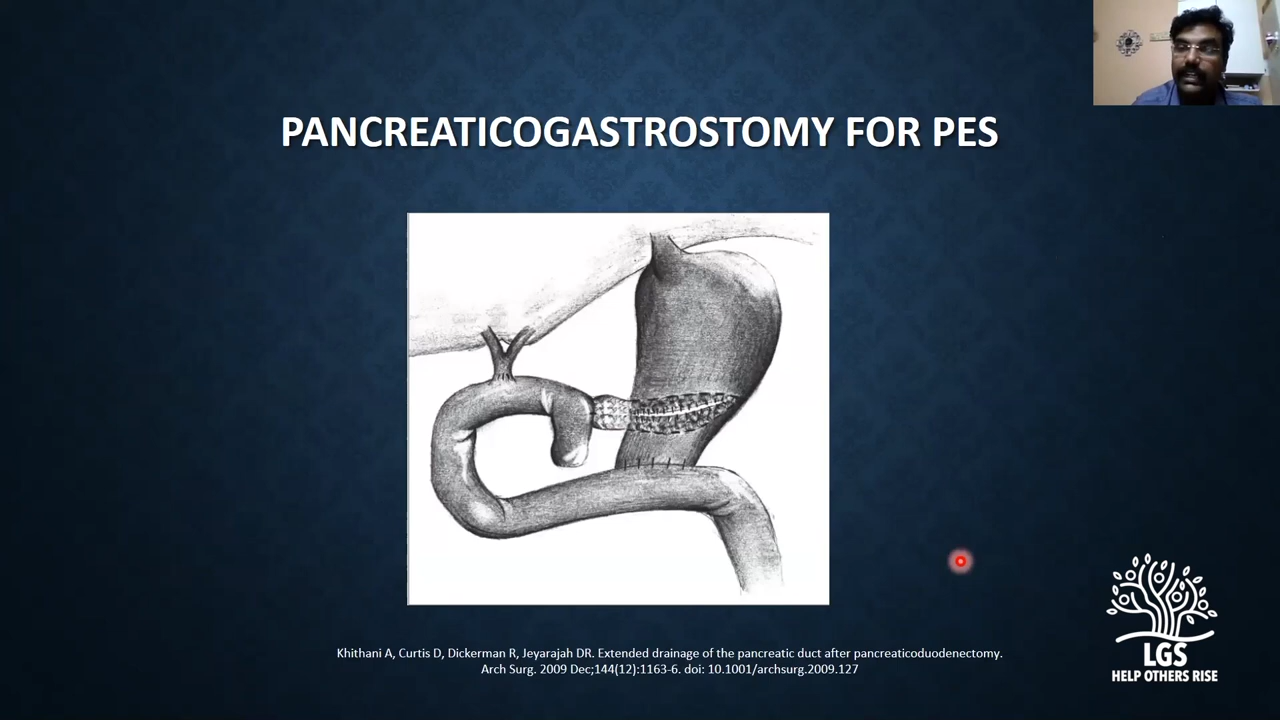 PANCREATICOGASTROSTOMY FOR PES
Khithani A, Curtis D, Dickerman R, Jeyarajah DR. Extended drainage of the pancreatic duct after pancreaticoduodenectomy.
Arch Surg. 2009 Dec;144(12):1163-6. doi: 10.1001/archsurg.2009.127
LGS
HELP OTHERS RISE